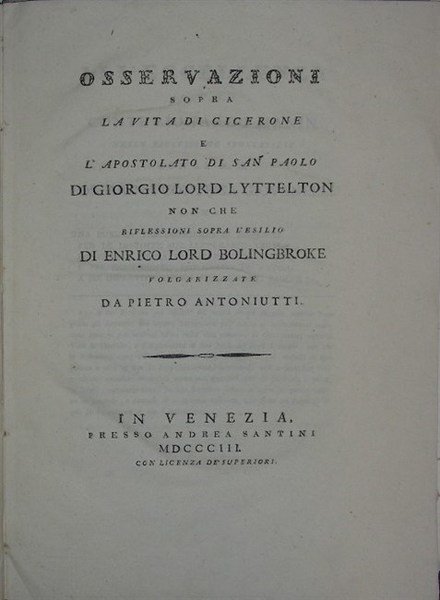 OSSERVAZIONI
SOPRA
LA VITA DI CICERONE
E
L'APOSTOLATO DI SAN PAOLO
DI GIORGIO LORD LYTTELTON
NON CHE
RIFLESSIONI SOPRA L'ESILIO
DI ENRICO LORD BOLINGBROKE
VOLGARIZZATE
DA PIETRO ANTONIUTTI.
IN VENEZIA,
PRESSO ANDREA SANTINI
MDCCCIII.
CON LICENZA DE' SUPERIORI.